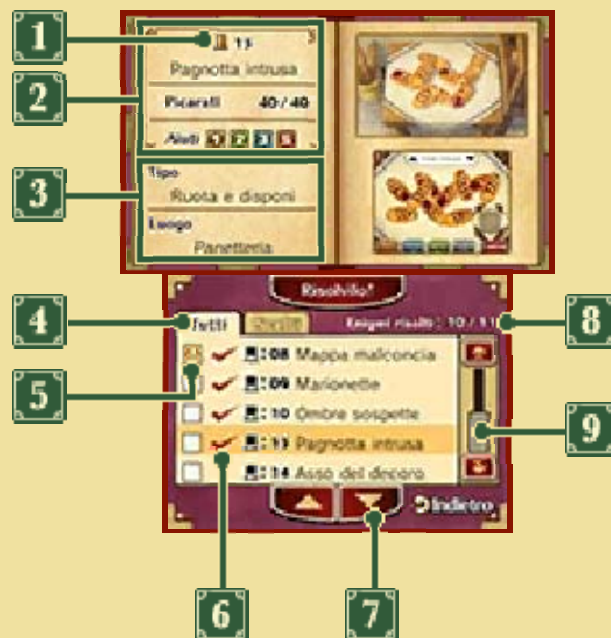 1
13
Pagnotta intrusa
2
Picarati 40/40
Aiuti
3
Tipo
Ruota e disponi
Luogo
Panetteria
Risolvilo!
4
Tutti
Enigmi risolti: 10 / 11
8
5
:08 Mappa malconcia
:09 Marionette
:10 Ombre sospette
:13 Pagnotta intrusa
:14 Asso del decoro
9
Indietro
6
7